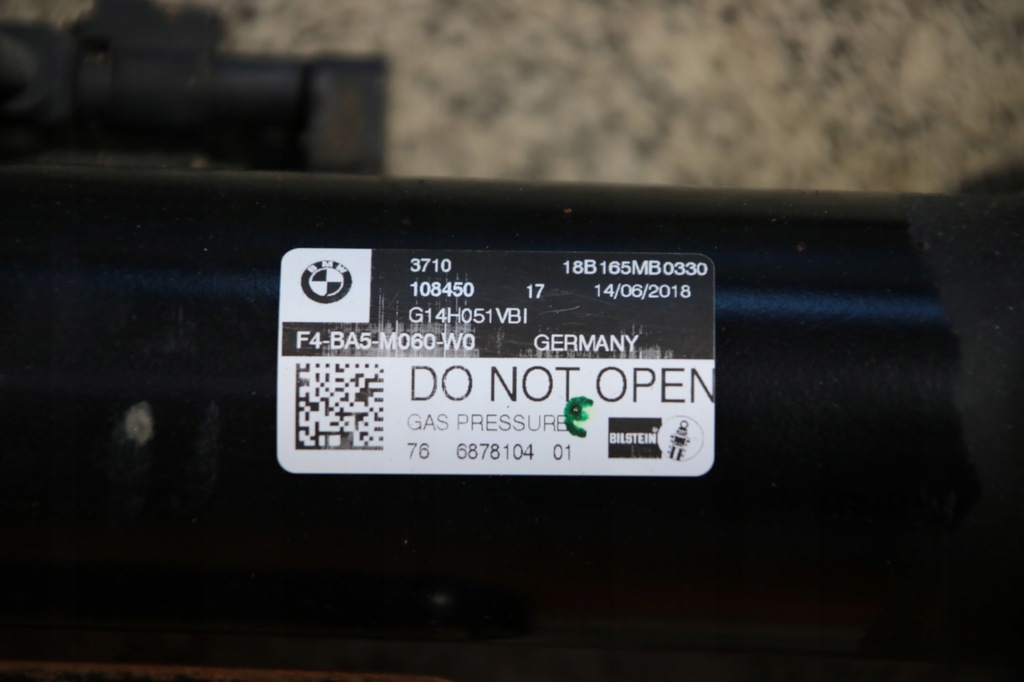 BMW
3710 18B165MB0330
108450 17 14/06/2018
G14H051VBI
F4-BA5-M060-W0 GERMANY
DO NOT OPEN
GAS PRESSURE
76 6878104 01
BILSTEIN